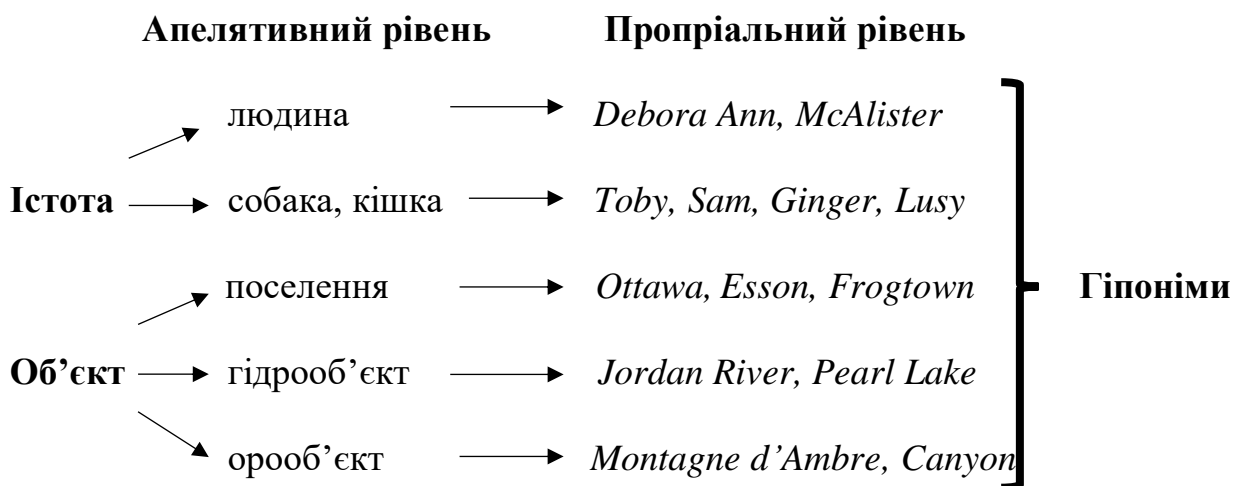 Апелятивний рівень Пропріальний рівень
людина Debora Ann, McAlister
Істота собака, кішка Toby, Sam, Ginger, Lusy
поселення Ottawa, Esson, Frogtown Гіпоніми
Об’єкт гідрооб’єкт Jordan River, Pearl Lake
орооб’єкт Montagne d’Ambre, Canyon